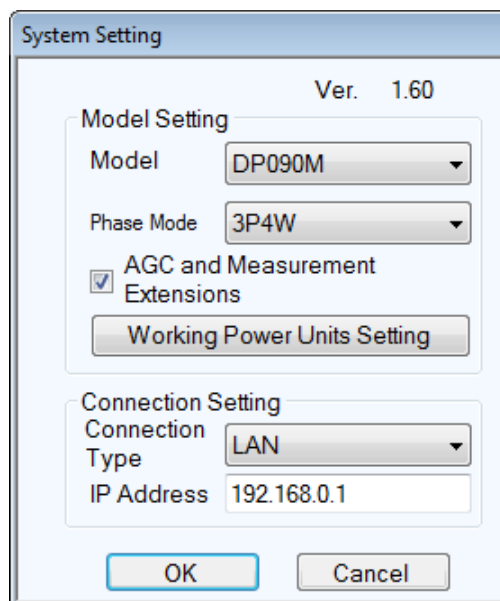 System Setting
Ver. 1.60
Model Setting
Model DP090M
Phase Mode 3P4W
AGC and Measurement
Extensions
Working Power Units Setting
Connection Setting
Connection
Type LAN
IP Address 192.168.0.1
OK Cancel